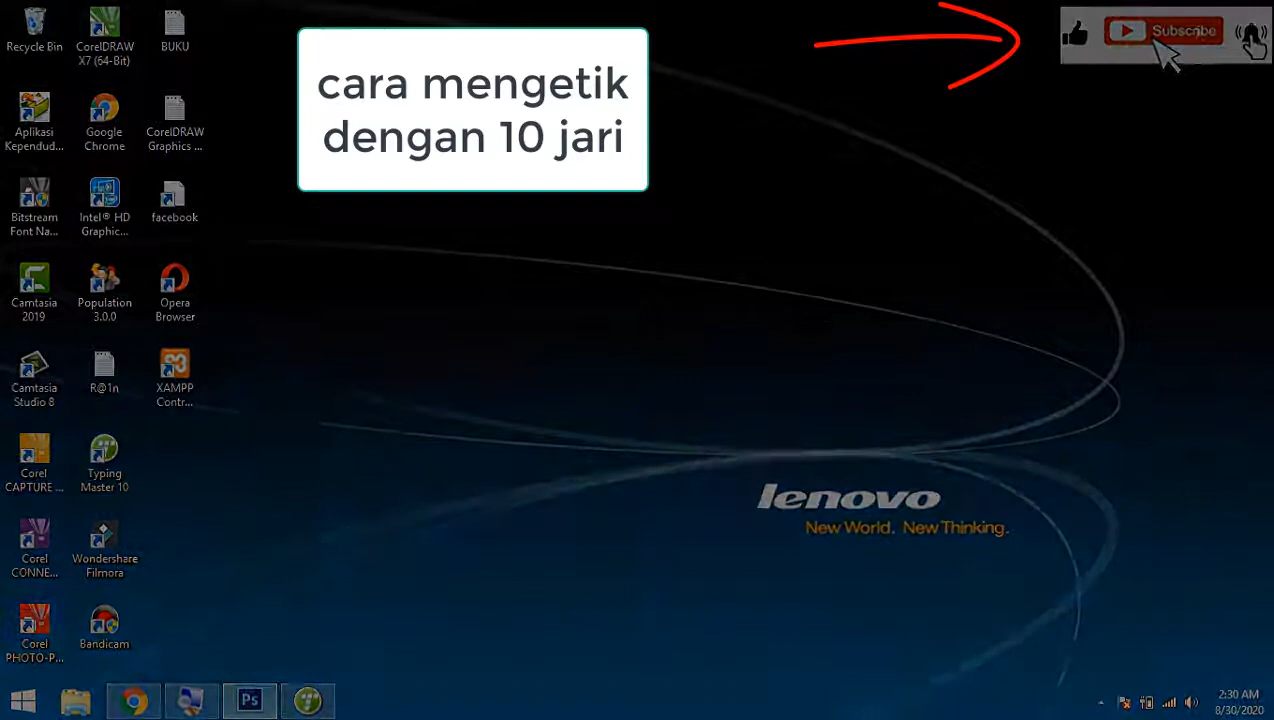 Recycle Bin
CorelDRAW
X7 (64-Bit)
BUKU
Aplikasi
Kependud...
Google
Chrome
CorelDRAW
Graphics ...
Bitstream
Font Na...
Intel® HD
Graphic...
facebook
Camtasia
2019
Population
3.0.0
Opera
Browser
Camtasia
Studio 8
R@1n
XAMPP
Contr...
Corel
CAPTURE ...
Typing
Master 10
Corel
CONNE...
Wondershare
Filmora
Corel
PHOTO-P...
Bandicam
cara mengetik
dengan 10 jari
Subscribe
lenovo
New World. New Thinking.
Ps
2:30 AM
8/30/2020